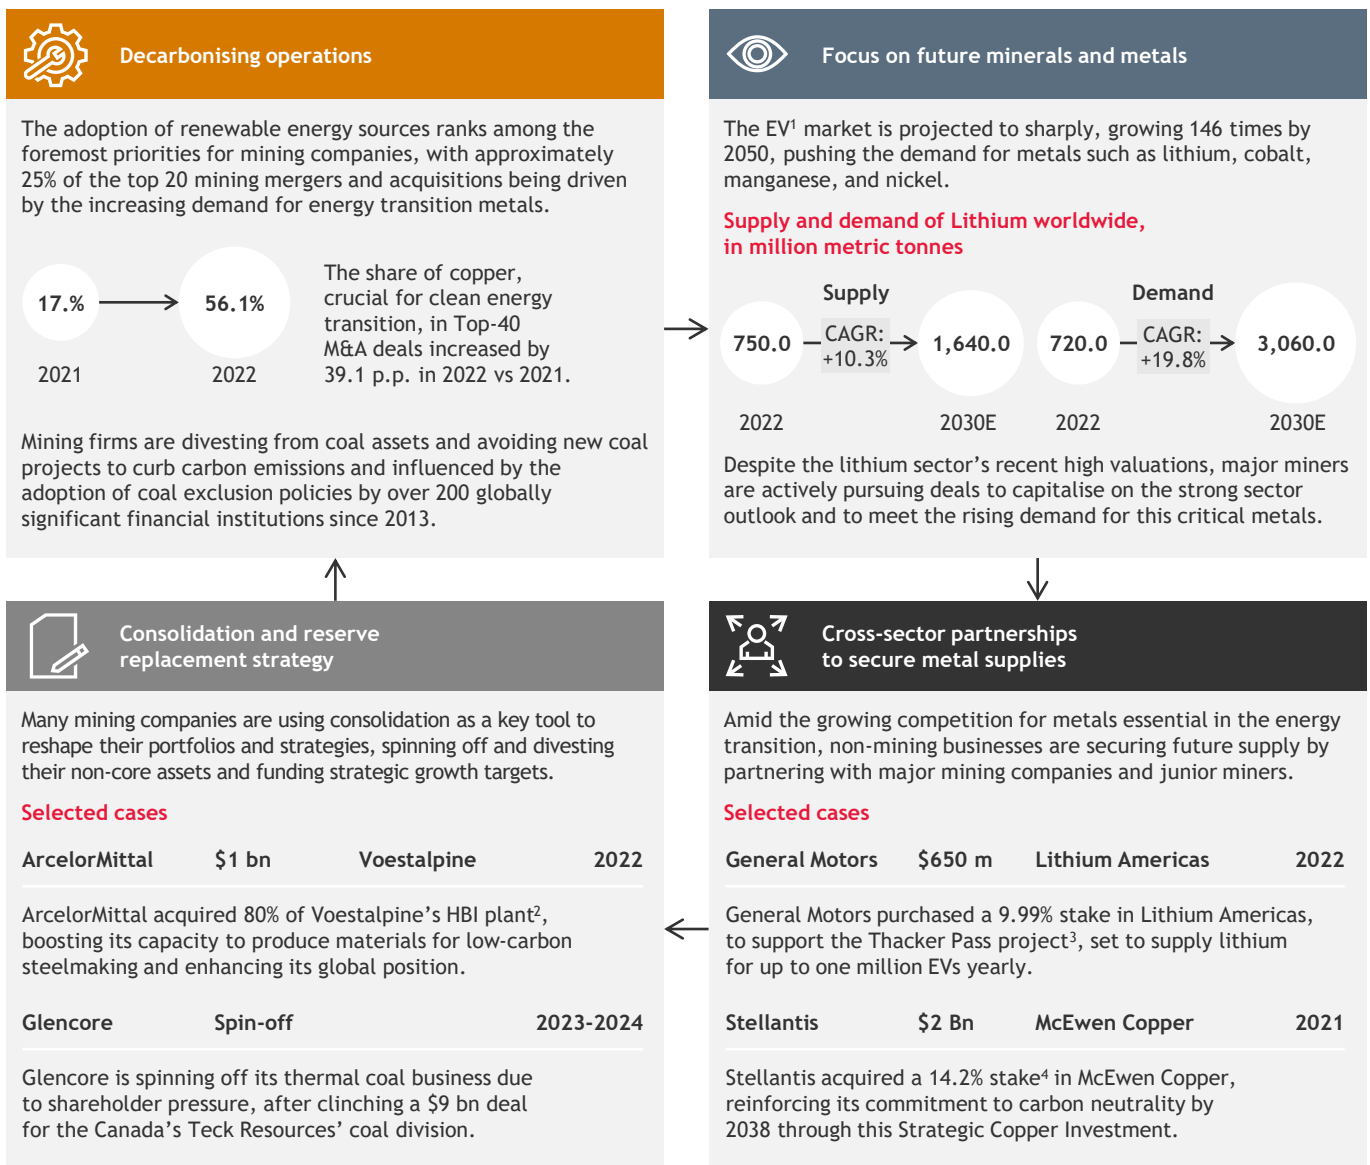 Decarbonising operations
The adoption of renewable energy sources ranks among the
foremost priorities for mining companies, with approximately
25% of the top 20 mining mergers and acquisitions being driven
by the increasing demand for energy transition metals.
17.%
56.1%
2021
2022
The share of copper,
crucial for clean energy
transition, in Top-40
M&A deals increased by
39.1 p.p. in 2022 vs 2021.
Mining firms are divesting from coal assets and avoiding new coal
projects to curb carbon emissions and influenced by the
adoption of coal exclusion policies by over 200 globally
significant financial institutions since 2013.
Focus on future minerals and metals
The EV¹ market is projected to sharply, growing 146 times by
2050, pushing the demand for metals such as lithium, cobalt,
manganese, and nickel.
Supply and demand of Lithium worldwide,
in million metric tonnes
Supply
750.0
CAGR:
+10.3%
1,640.0
2022
2030E
Demand
720.0
CAGR:
+19.8%
3,060.0
2022
2030E
Despite the lithium sector’s recent high valuations, major miners
are actively pursuing deals to capitalise on the strong sector
outlook and to meet the rising demand for this critical metals.
Consolidation and reserve
replacement strategy
Many mining companies are using consolidation as a key tool to
reshape their portfolios and strategies, spinning off and divesting
their non-core assets and funding strategic growth targets.
Selected cases
ArcelorMittal $1 bn Voestalpine 2022
ArcelorMittal acquired 80% of Voestalpine’s HBI plant²,
boosting its capacity to produce materials for low-carbon
steelmaking and enhancing its global position.
Glencore Spin-off 2023-2024
Glencore is spinning off its thermal coal business due
to shareholder pressure, after clinching a $9 bn deal
for the Canada’s Teck Resources’ coal division.
Cross-sector partnerships
to secure metal supplies
Amid the growing competition for metals essential in the energy
transition, non-mining businesses are securing future supply by
partnering with major mining companies and junior miners.
Selected cases
General Motors $650 m Lithium Americas 2022
General Motors purchased a 9.99% stake in Lithium Americas,
to support the Thacker Pass project³, set to supply lithium
for up to one million EVs yearly.
Stellantis $2 Bn McEwen Copper 2021
Stellantis acquired a 14.2% stake⁴ in McEwen Copper,
reinforcing its commitment to carbon neutrality by
2038 through this Strategic Copper Investment.